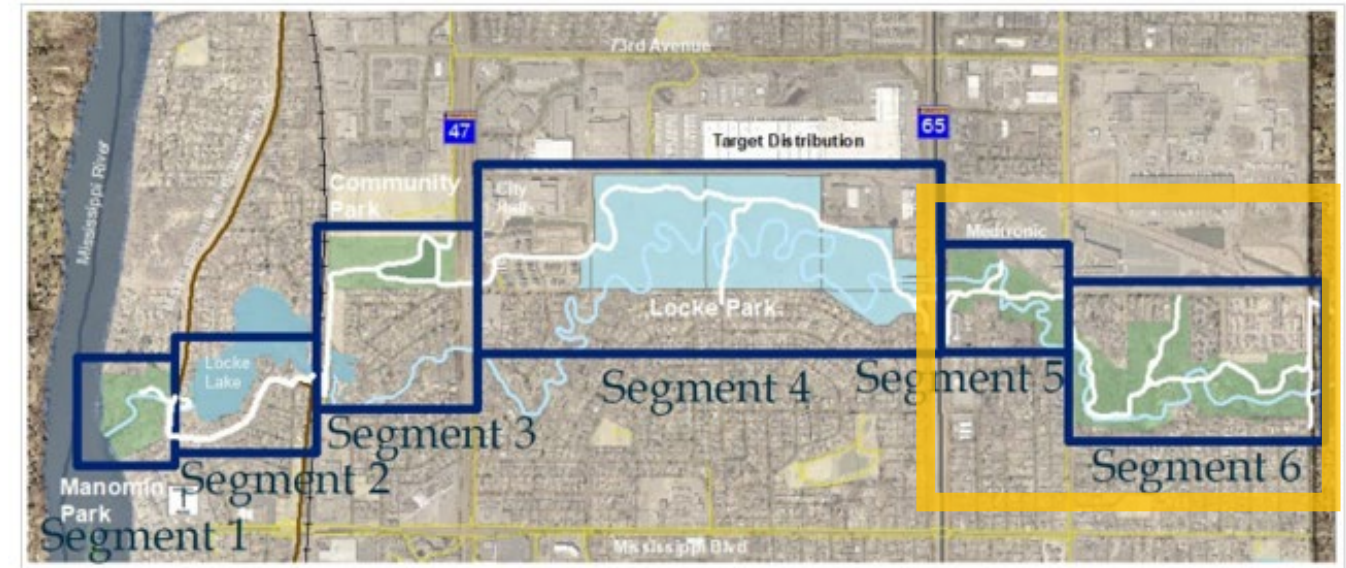 73rd Avenue
47
65
Target Distribution
Mississippi River
Community
Park
City
Hall
Medtronic
Locke Park
Locke
Lake
Segment 4
Segment 5
Segment 3
Segment 6
Segment 2
Manomin
Park
Segment 1
Mississippi Blvd